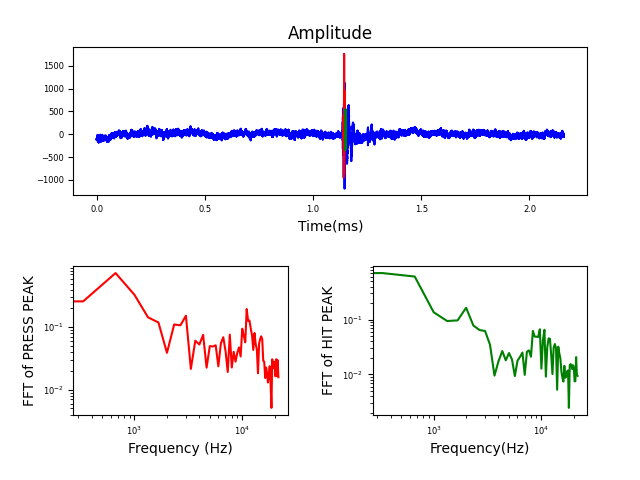 Amplitude
1500
1000
500
0
−500
−1000
0.0 0.5 1.0 1.5 2.0
Time(ms)
FFT of PRESS PEAK
10⁻¹
10⁻²
10³ 10⁴
Frequency (Hz)
FFT of HIT PEAK
10⁻¹
10⁻²
10³ 10⁴
Frequency(Hz)